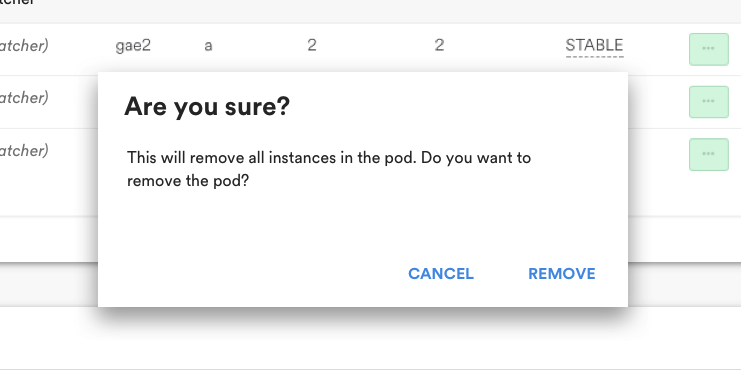 atcher
atcher) gae2 a 2 2 STABLE ...
atcher) ...
atcher) ...
Are you sure?
This will remove all instances in the pod. Do you want to
remove the pod?
CANCEL REMOVE